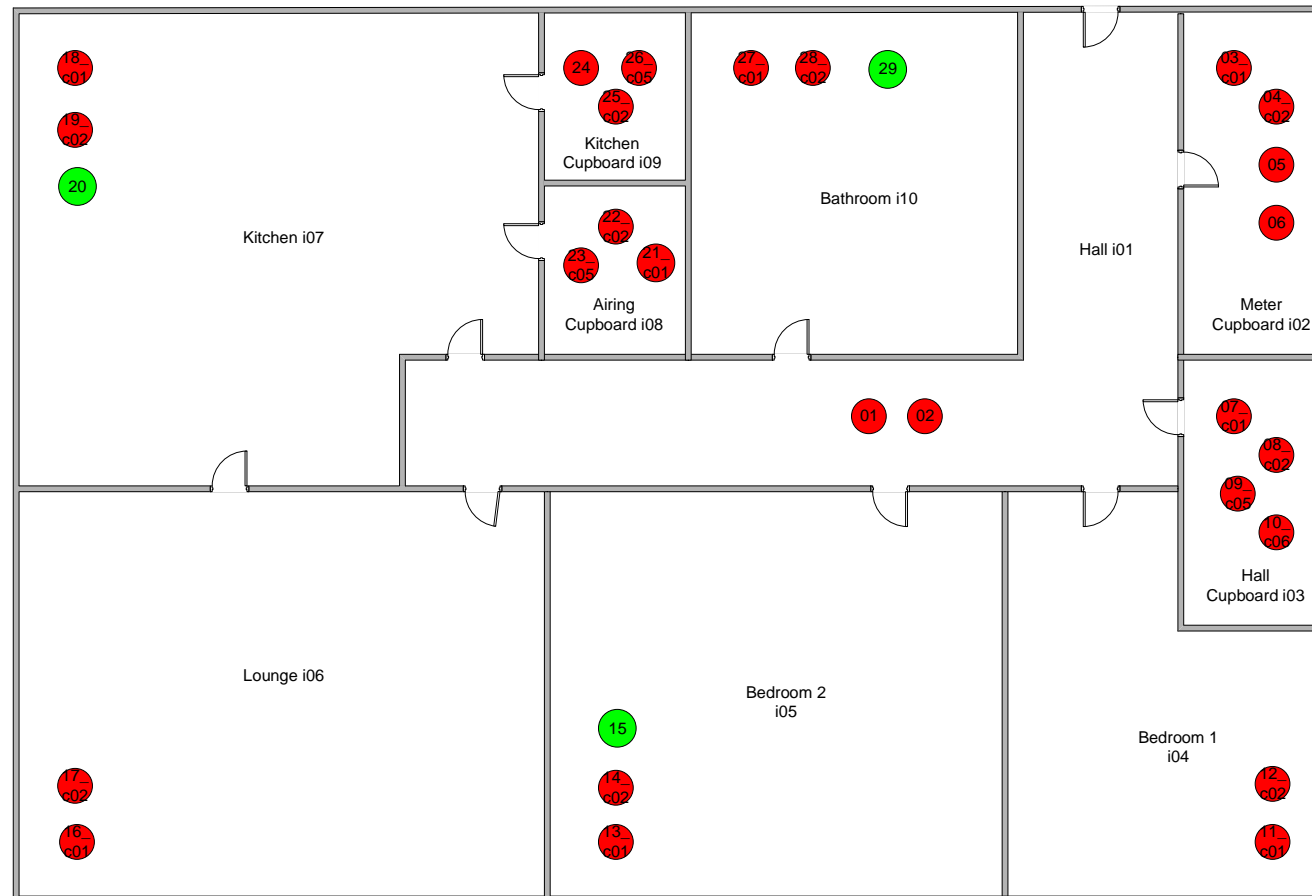 18_
c01
19_
c02
20
Kitchen i07
24
26_
c05
25_
c02
Kitchen
Cupboard i09
22_
c02
23_
c05
21_
c01
Airing
Cupboard i08
27_
c01
28_
c02
29
Bathroom i10
Hall i01
01
02
03_
c01
04_
c02
05
06
Meter
Cupboard i02
07_
c01
08_
c02
09_
c05
10_
c06
Hall
Cupboard i03
Lounge i06
17_
c02
16_
c01
Bedroom 2
i05
15
14_
c02
13_
c01
Bedroom 1
i04
12_
c02
11_
c01